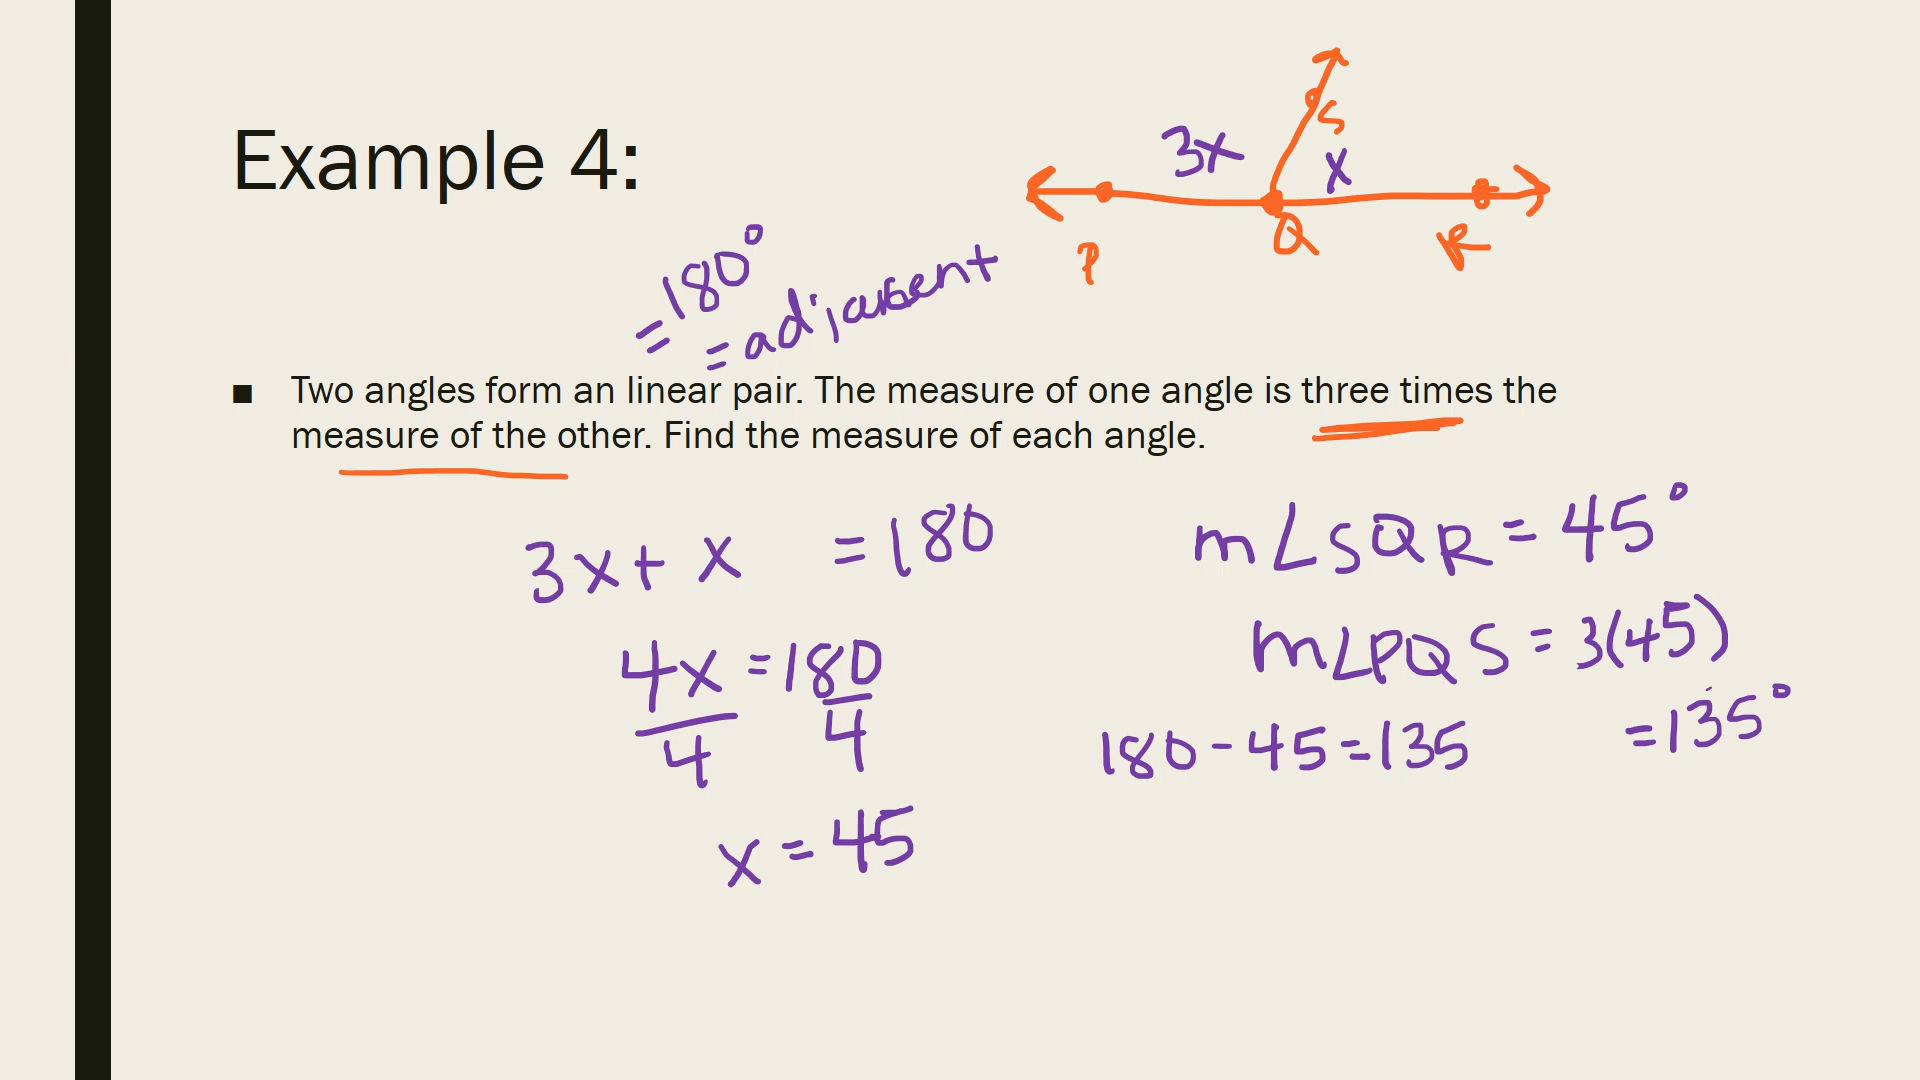 Example 4:
S
3x
x
P
Q
R
=180°
=adjacent
■ Two angles form an linear pair. The measure of one angle is three times the
measure of the other. Find the measure of each angle.
3x+ x =180
4x=180
4 4
x = 45
m∠SQR = 45°
m∠PQS = 3(45)
180-45=135 =135°